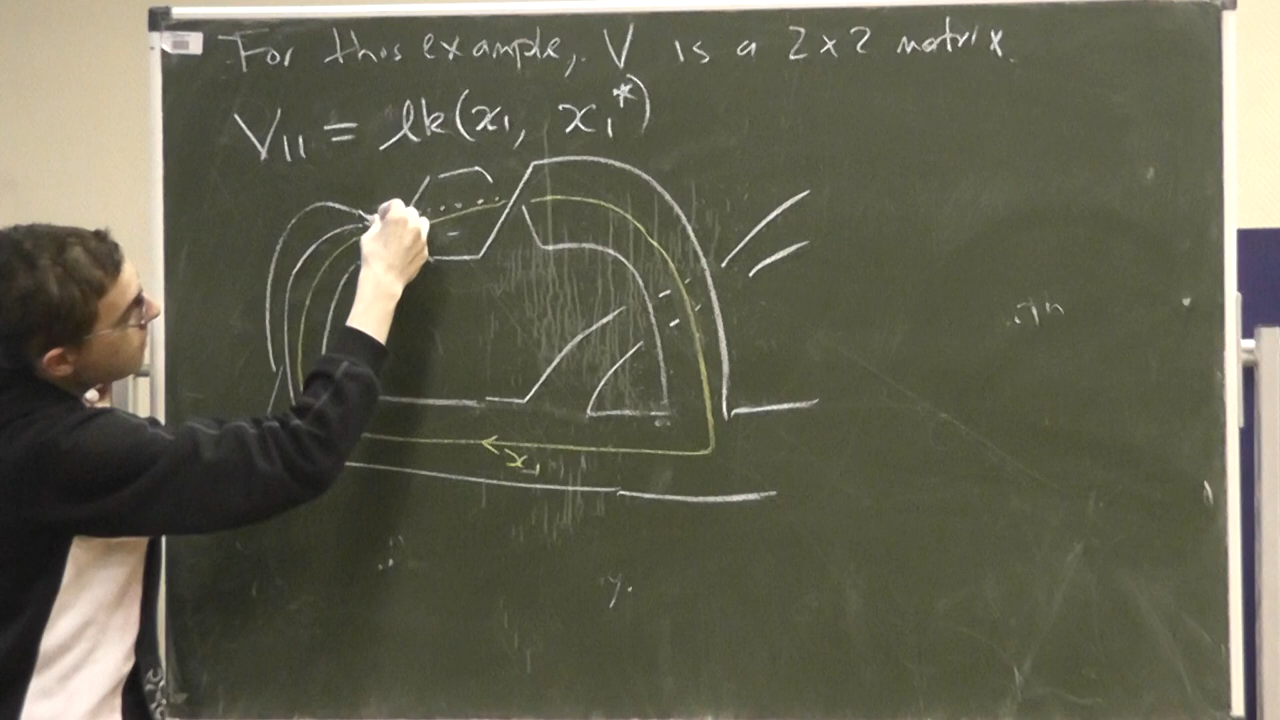 For this example, V is a 2x2 matrix.
V₁₁ = lk(x₁, x₁*)
x₁